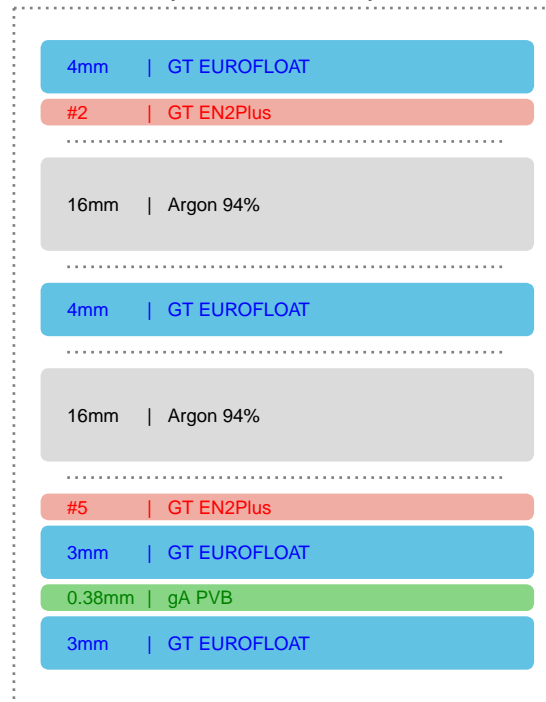 4mm | GT EUROFLOAT
#2 | GT EN2Plus
16mm | Argon 94%
4mm | GT EUROFLOAT
16mm | Argon 94%
#5 | GT EN2Plus
3mm | GT EUROFLOAT
0.38mm | gA PVB
3mm | GT EUROFLOAT